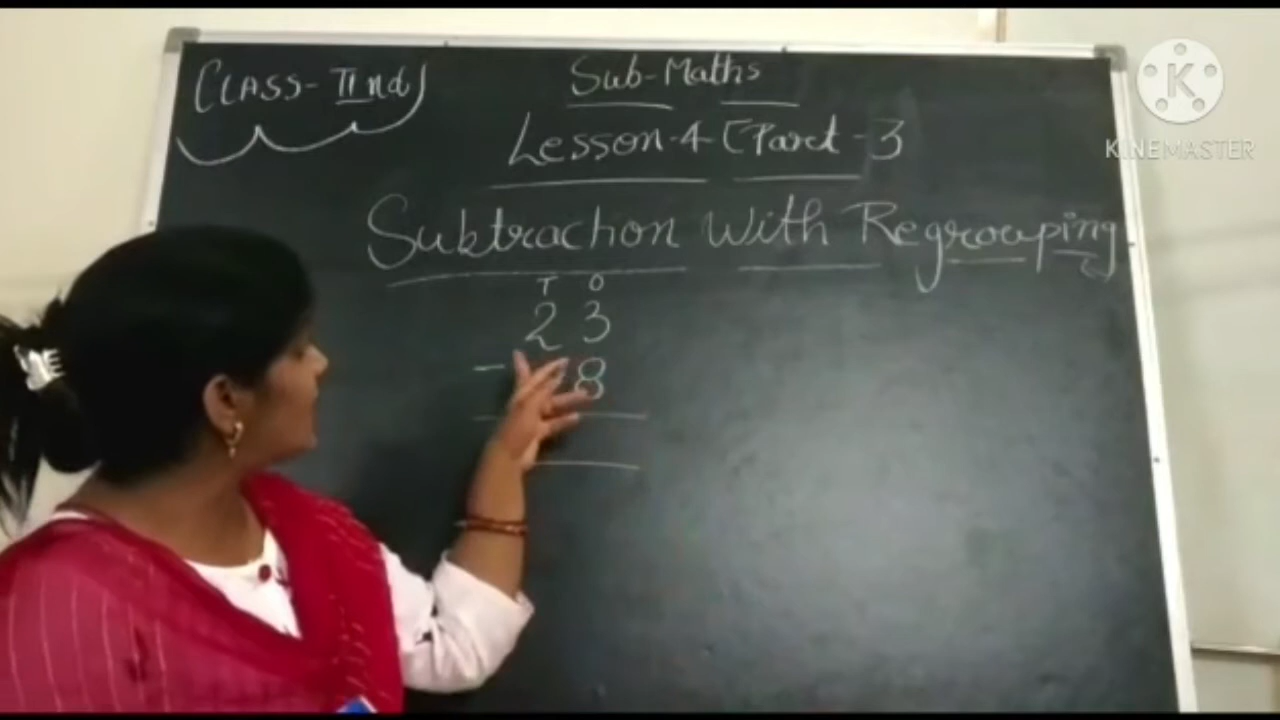 (CLASS-IInd)
Sub-Maths
K
KINEMASTER
Lesson-4-[Part-3
Subtraction With Regrouping
T O
2 3
- 8